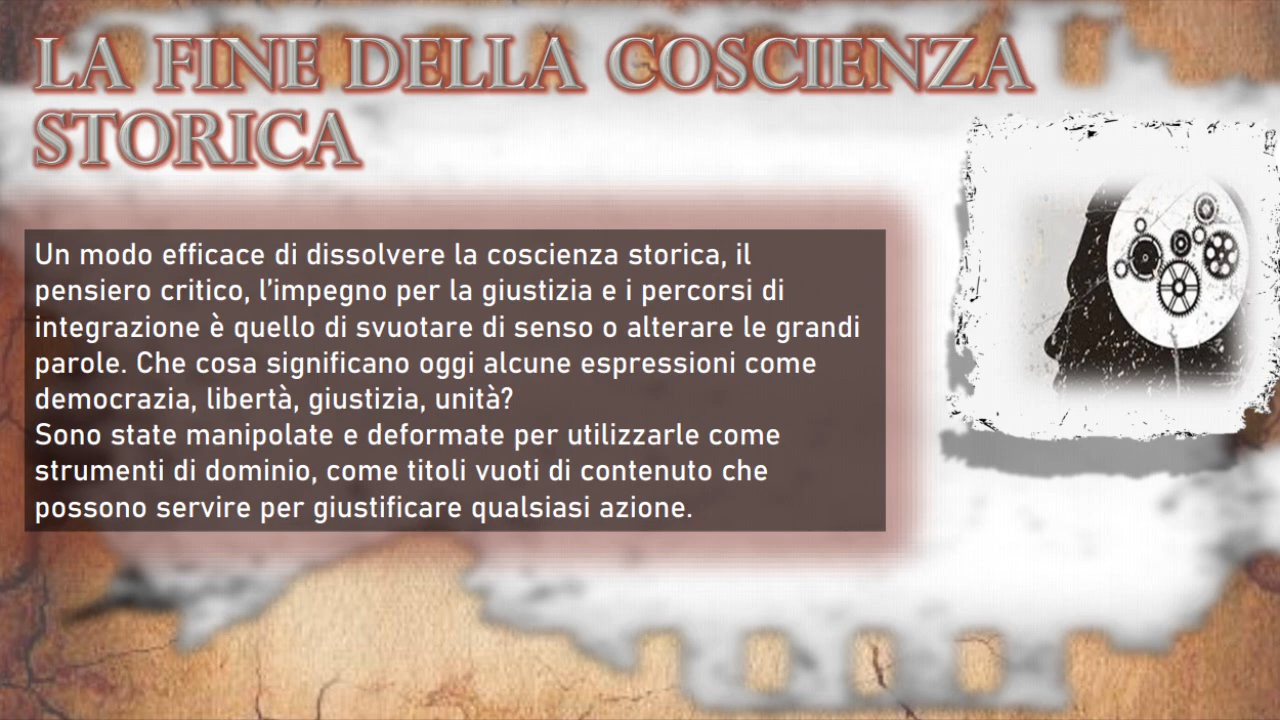 LA FINE DELLA COSCIENZA
STORICA
Un modo efficace di dissolvere la coscienza storica, il
pensiero critico, l’impegno per la giustizia e i percorsi di
integrazione è quello di svuotare di senso o alterare le grandi
parole. Che cosa significano oggi alcune espressioni come
democrazia, libertà, giustizia, unità?
Sono state manipolate e deformate per utilizzarle come
strumenti di dominio, come titoli vuoti di contenuto che
possono servire per giustificare qualsiasi azione.